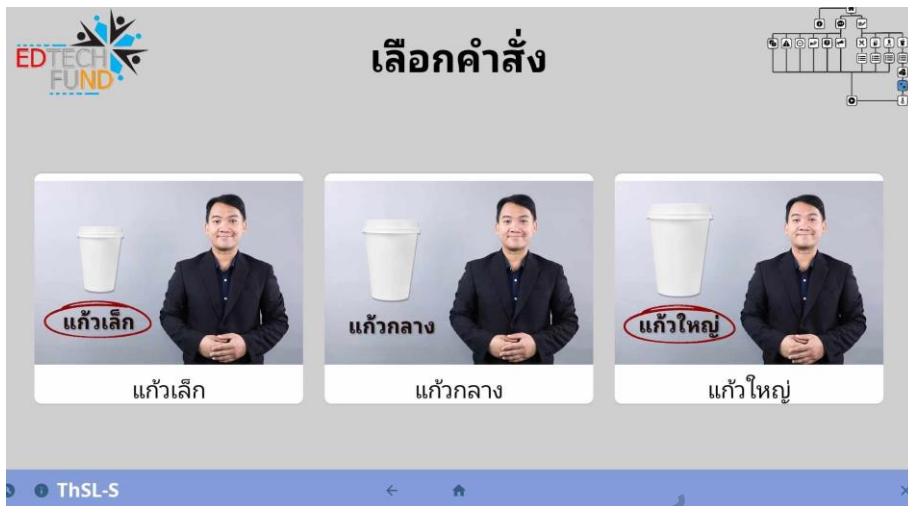 EDTECH
FUND
เลือกคำสั่ง
แก้วเล็ก
แก้วกลาง
แก้วใหญ่
แก้วเล็ก
แก้วกลาง
แก้วใหญ่
ThSL-S